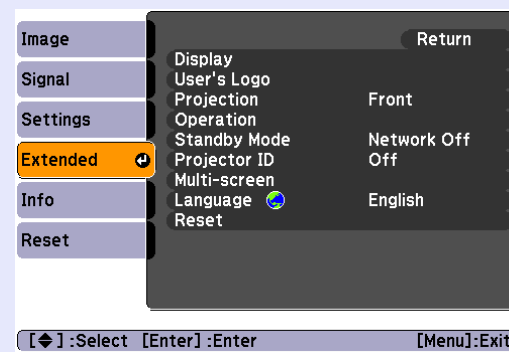 Image
Signal
Settings
Extended
Info
Reset
Return
Display
User's Logo
Projection Front
Operation
Standby Mode Network Off
Projector ID Off
Multi-screen
Language English
Reset
[◆] :Select [Enter] :Enter [Menu]:Exit